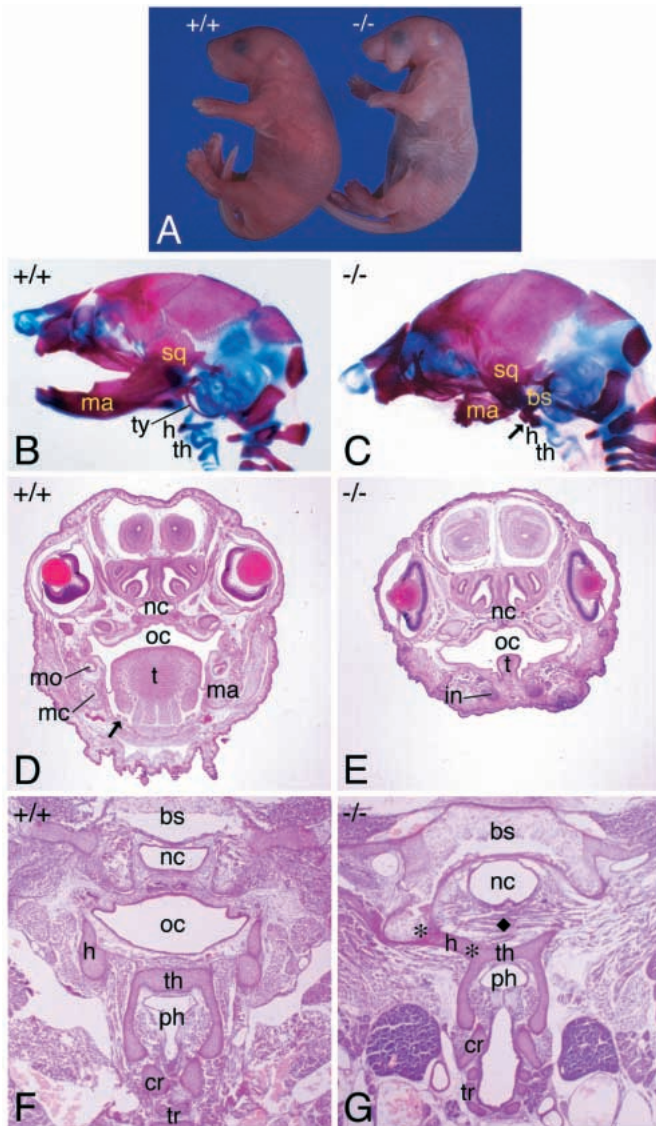 +/+ -/-
A
+/+
sq
ma
ty h
th
B
-/-
sq
bs
ma
h
th
C
+/+
nc
oc
mo
t
ma
mc
D
-/-
nc
oc
t
in
E
+/+
bs
nc
oc
h
th
ph
cr
tr
F
-/-
bs
nc
* h * th
ph
cr
tr
G